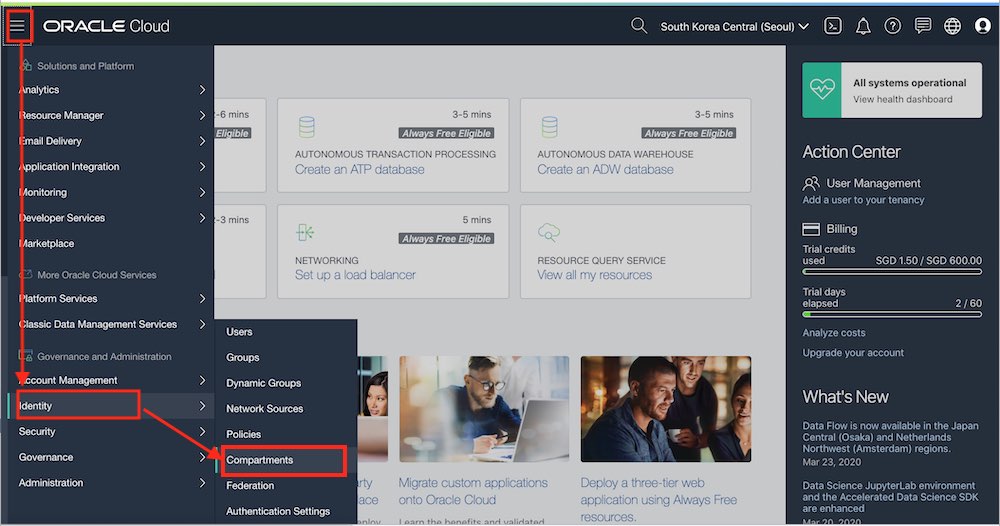 ORACLE Cloud
South Korea Central (Seoul)
Solutions and Platform
Analytics
Resource Manager
Email Delivery
Application Integration
Monitoring
Developer Services
Marketplace
More Oracle Cloud Services
Platform Services
Classic Data Management Services
Governance and Administration
Account Management
Identity
Security
Governance
Administration
Users
Groups
Dynamic Groups
Network Sources
Policies
Compartments
Federation
Authentication Settings
-6 mins
Eligible
3-5 mins
Always Free Eligible
AUTONOMOUS TRANSACTION PROCESSING
Create an ATP database
3-5 mins
Always Free Eligible
AUTONOMOUS DATA WAREHOUSE
Create an ADW database
2-3 mins
5 mins
Always Free Eligible
NETWORKING
Set up a load balancer
RESOURCE QUERY SERVICE
View all my resources
Migrate custom applications
onto Oracle Cloud
Learn the benefits and validated
Deploy a three-tier web
application using Always Free
resources.
All systems operational
View health dashboard
Action Center
User Management
Add a user to your tenancy
Billing
Trial credits
used SGD 1.50 / SGD 600.00
Trial days
elapsed 2 / 60
Analyze costs
Upgrade your account
What's New
Data Flow is now available in the Japan
Central (Osaka) and Netherlands
Northwest (Amsterdam) regions.
Mar 23, 2020
Data Science JupyterLab environment
and the Accelerated Data Science SDK
are enhanced
Mar 20, 2020